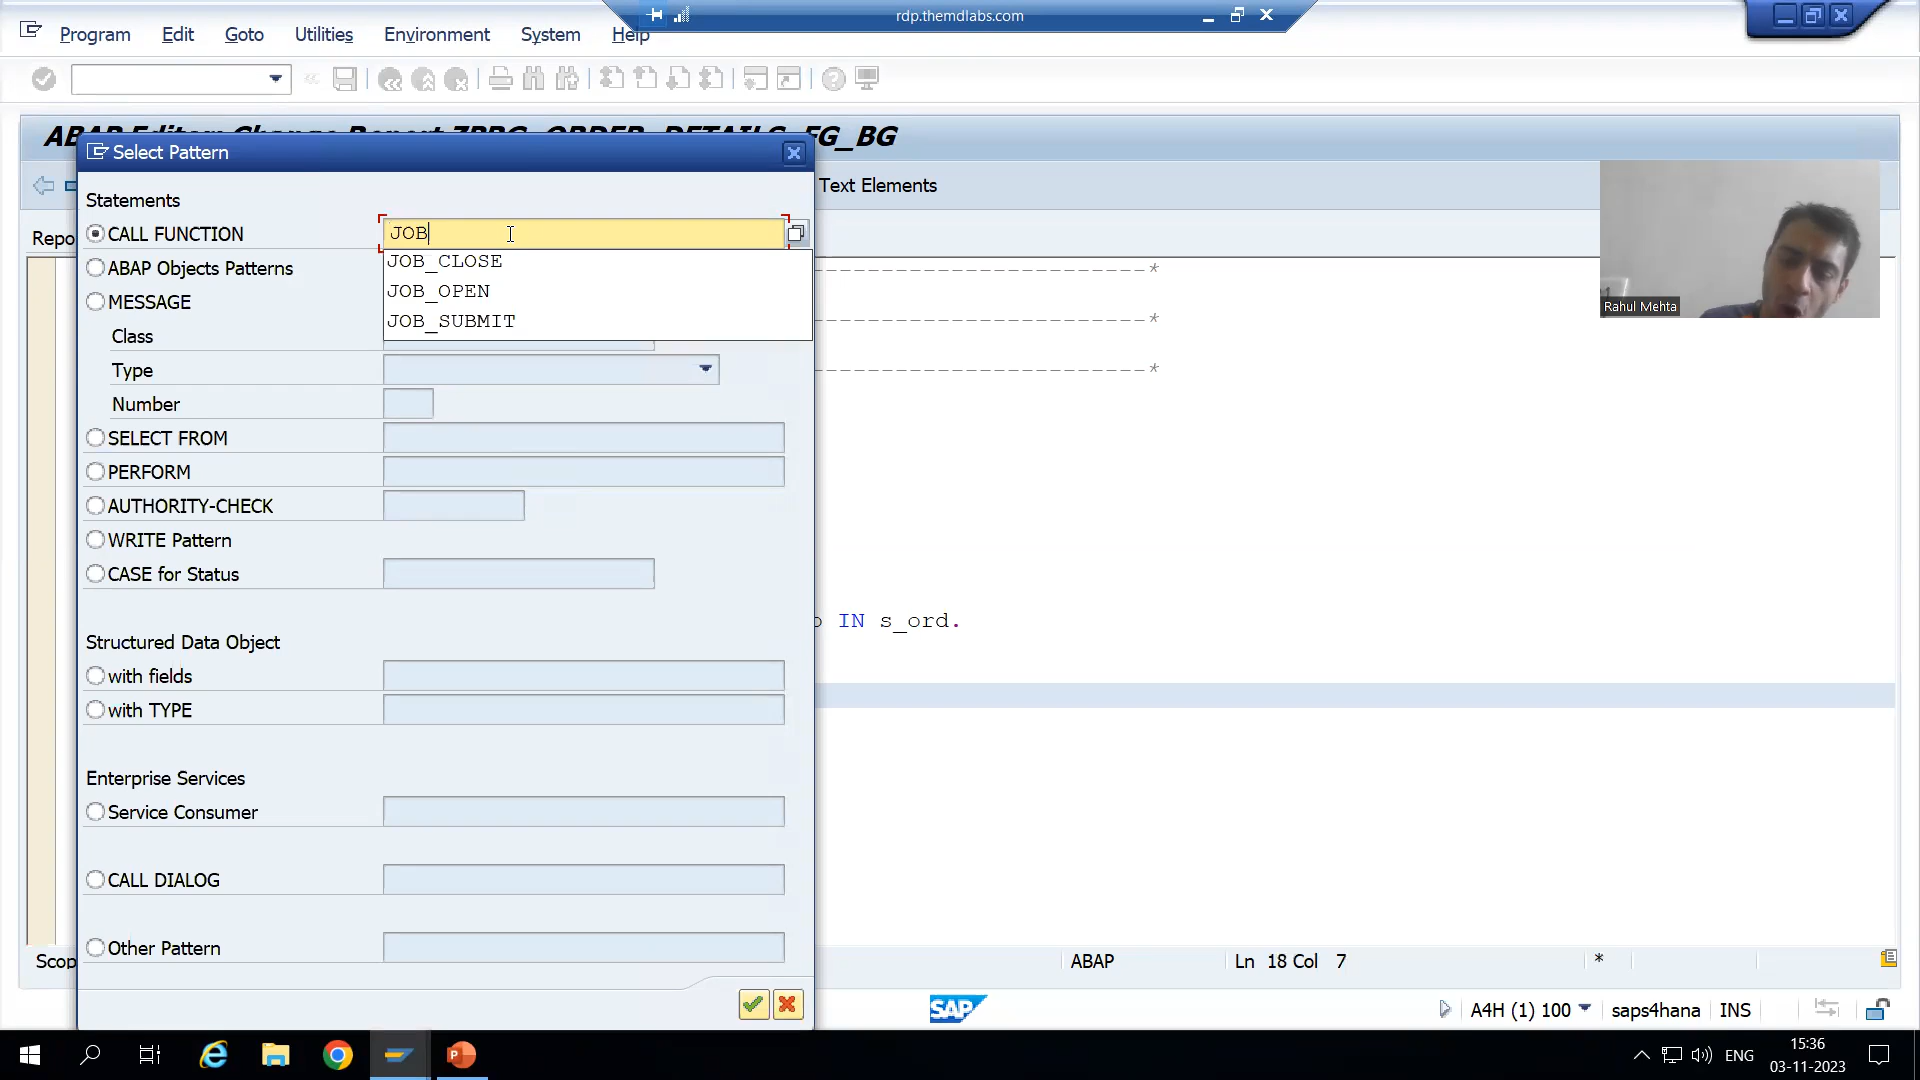 rdp.themdlabs.com
Program Edit Goto Utilities Environment System Help
FG_BG
Select Pattern
Text Elements
Statements
CALL FUNCTION JOB
JOB_CLOSE
JOB_OPEN
JOB_SUBMIT
ABAP Objects Patterns
MESSAGE
Class
Type
Number
SELECT FROM
PERFORM
AUTHORITY-CHECK
WRITE Pattern
CASE for Status
Structured Data Object
with fields
with TYPE
Enterprise Services
Service Consumer
CALL DIALOG
Other Pattern
Repo
---------------------------*
---------------------------*
---------------------------*
IN s_ord.
Rahul Mehta
Scop
ABAP Ln 18 Col 7 *
SAP A4H (1) 100 saps4hana INS
ENG 15:36
03-11-2023